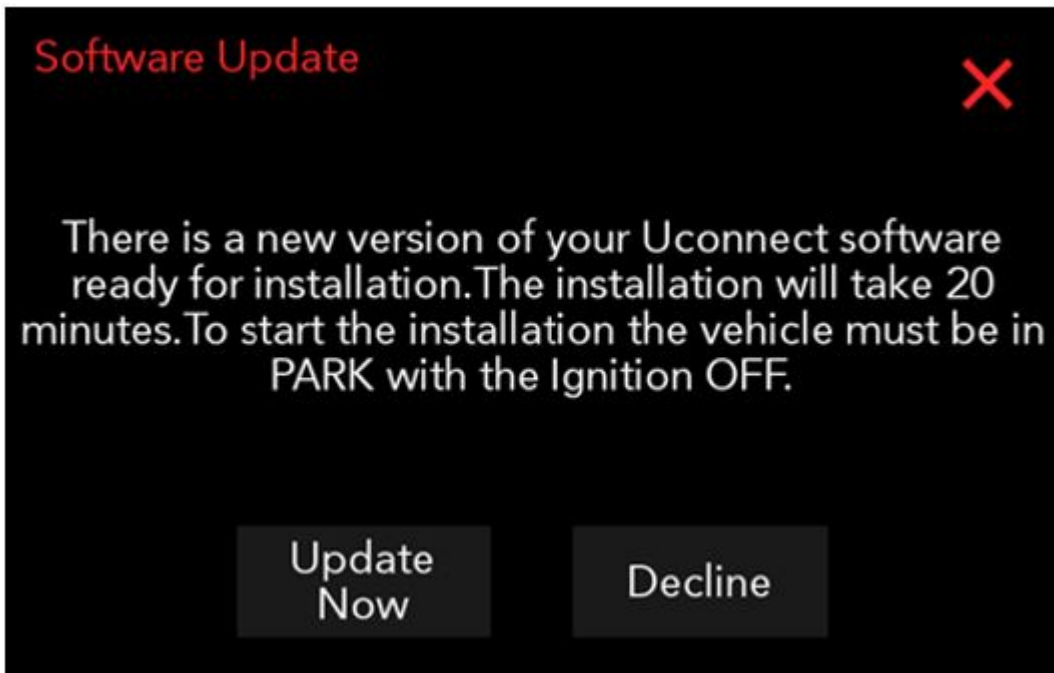 Software Update
There is a new version of your Uconnect software
ready for installation.The installation will take 20
minutes.To start the installation the vehicle must be in
PARK with the Ignition OFF.
Update
Now
Decline